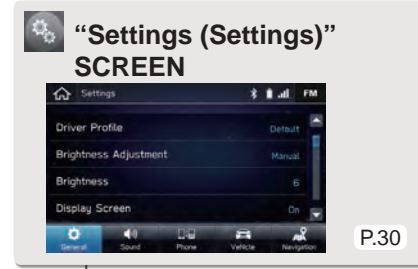 “Settings (Settings)”
SCREEN
Settings FM
Driver Profile Default
Brightness Adjustment Manual
Brightness 6
Display Screen On
General Sound Phone Vehicle Navigation
P.30